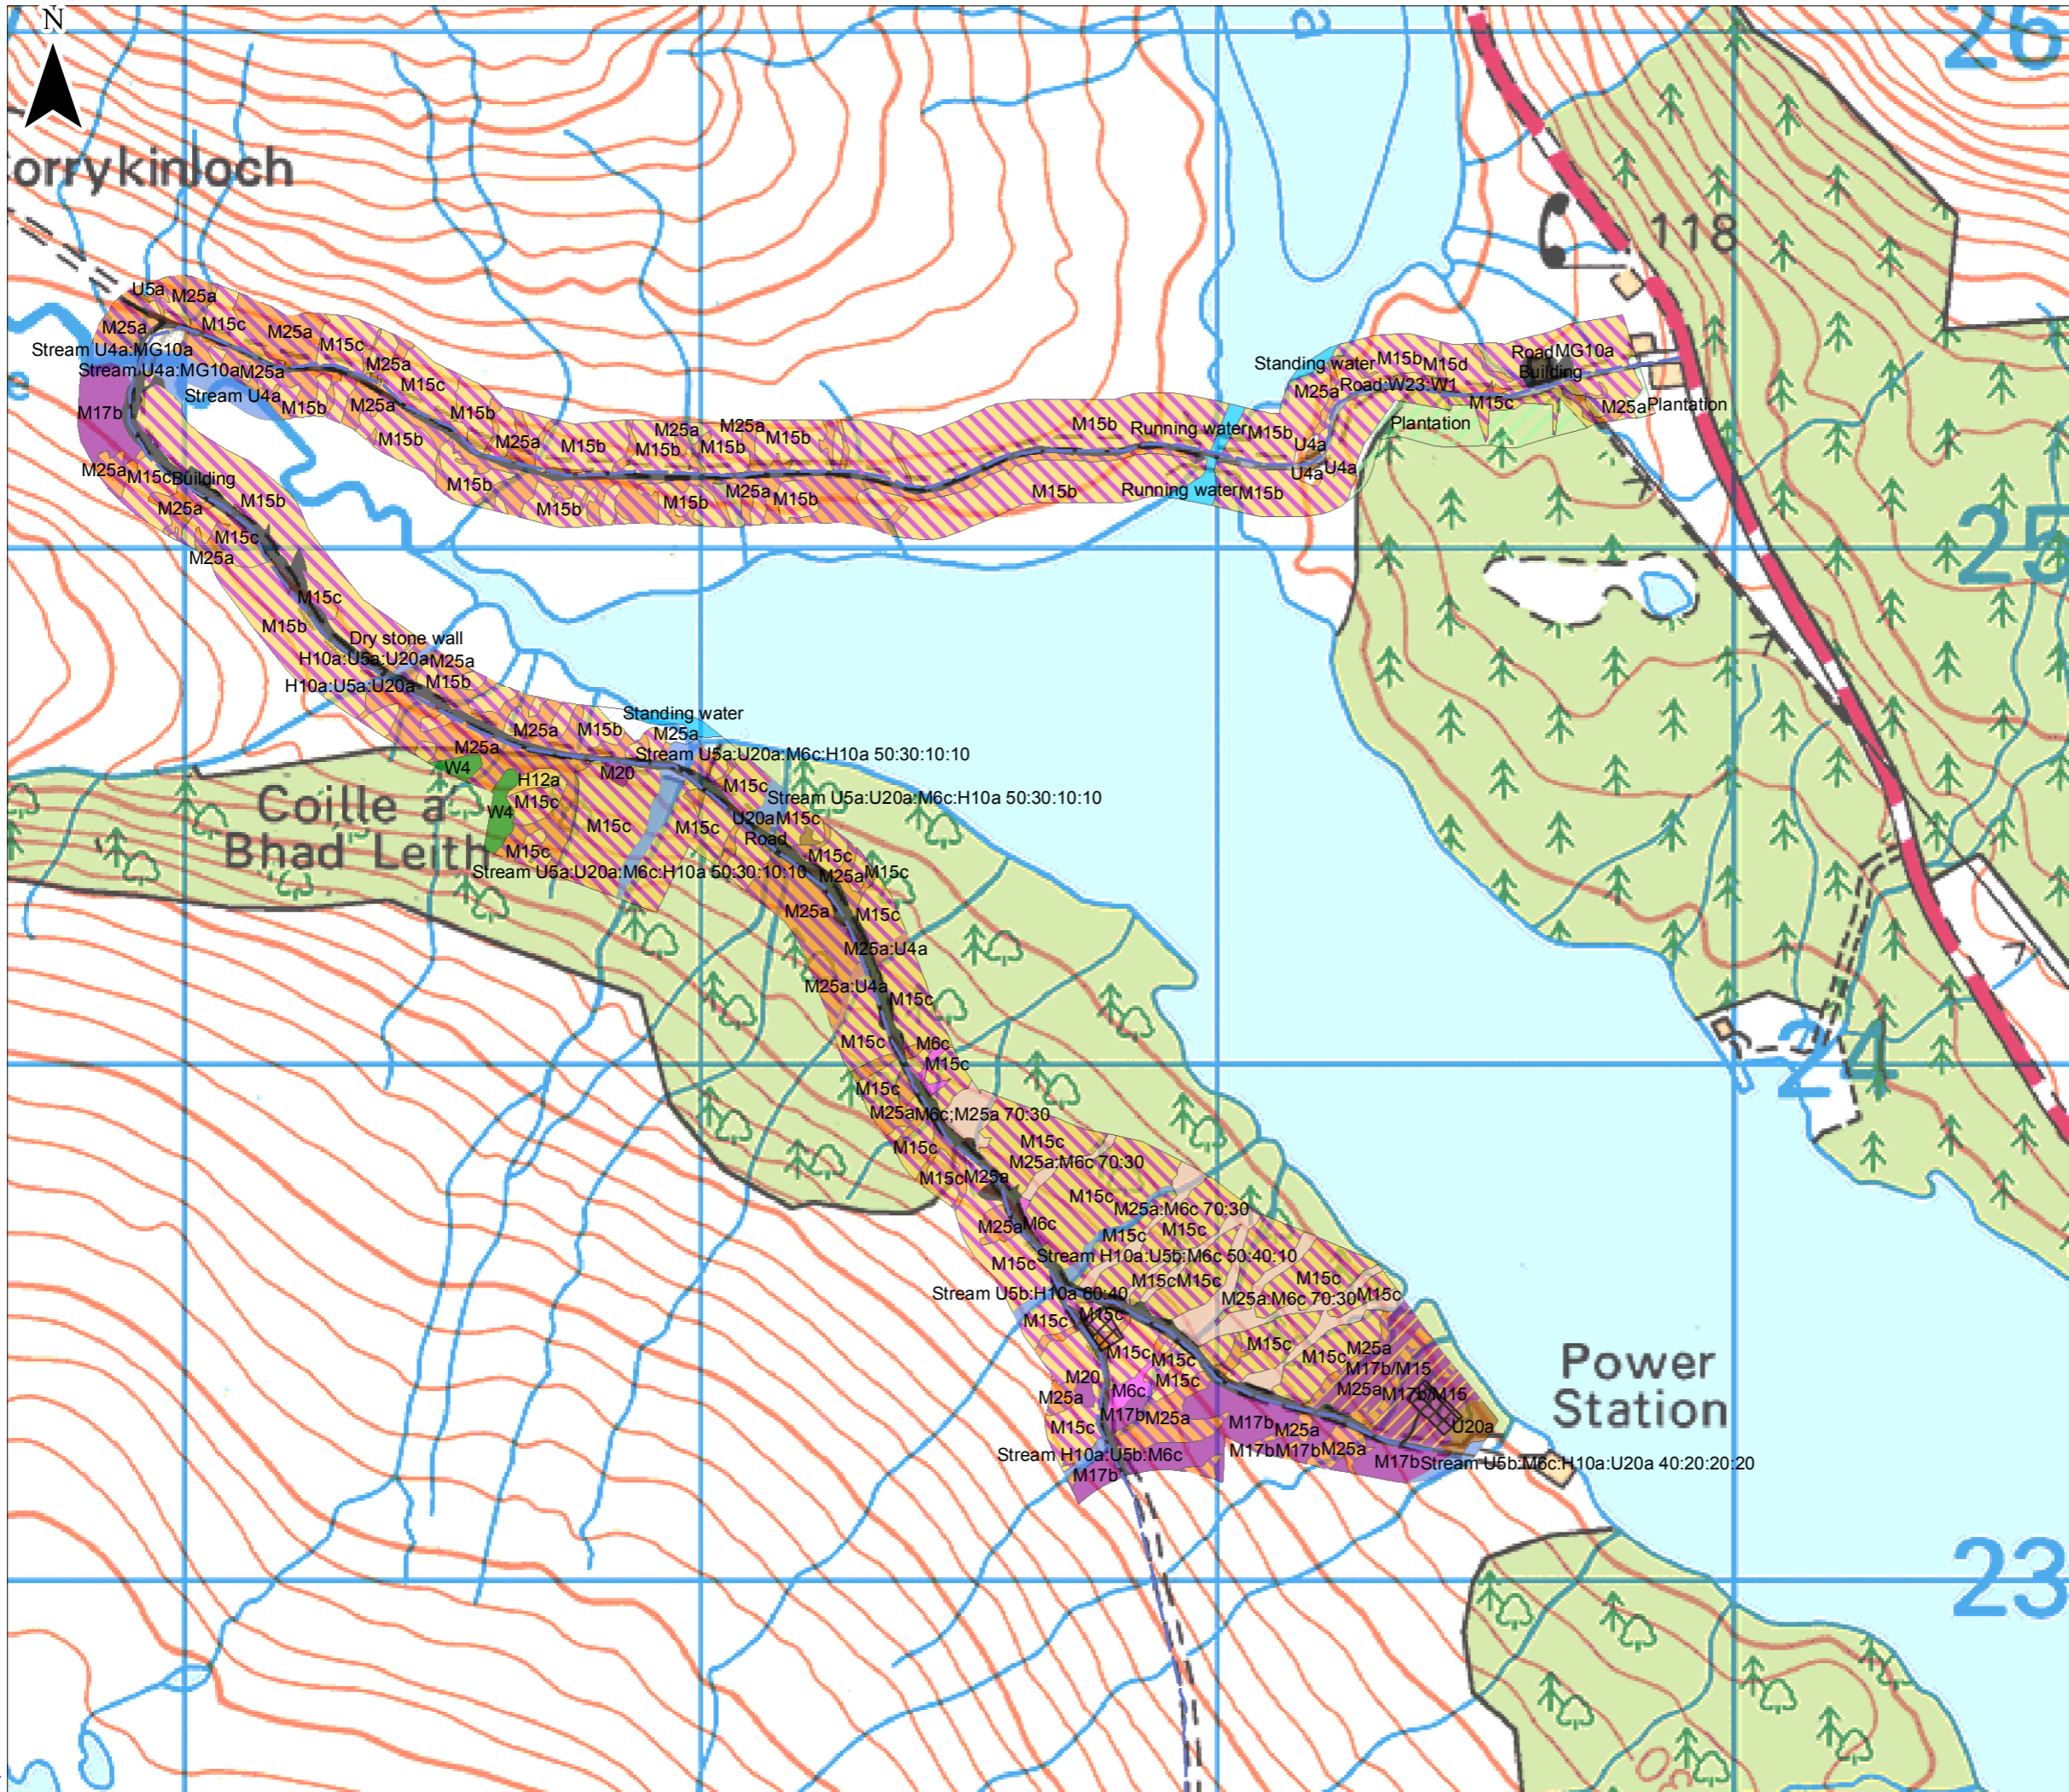 N
26
a
orrykinloch
118
U5a
M25a
M25a
M15c
M25a
M15c
Stream U4a:MG10a
M25a
Stream U4a:MG10a
M25a
M15c
Stream U4a
M15b
M25a
M15b
M17b
M15b
M25a
M15b
M25a
M25a
M15b
M15b
M15b
M15b
Running water
M15b
Standing water
M15b
M15d
Road
MG10a
Building
M25a
Road:W23:W1
M15c
M25a
Plantation
Plantation
U4a
U4a
U4a
M25a
M15c
Building
M15b
M15b
M15b
M15b
M25a
M15b
M15b
Running water
M15b
M25a
M15c
M25a
25
M15c
M15b
Dry stone wall
H10a:U5a:U20a
M25a
H10a:U5a:U20a
M15b
Standing water
M25a
M15b
M25a
M25a
Stream U5a:U20a:M6c:H10a 50:30:10:10
W4
H12a
M20
M15c
Coille a'
Bhad Leith
W4
M15c
Stream U5a:U20a:M6c:H10a 50:30:10:10
M15c
M15c
U20a
M15c
Road
M15c
M15c
Stream U5a:U20a:M6c:H10a 50:30:10:10
M25a
M15c
M25a
M15c
M25a:U4a
M25a:U4a
M15c
M15c
M6c
M15c
24
M15c
M25a
M6c;M25a 70:30
M15c
M15c
M25a:M6c 70:30
M15c
M25a
M15c
M25a:M6c 70:30
M25a
M6c
M15c
M15c
M15c
Stream H10a:U5b:M6c 50:40:10
M15c
M15c
M15c
Stream U5b:H10a 60:40
M25a:M6c 70:30
M15c
M15c
M15c
M15c
M15c
M15c
M15c
M25a
M15c
M17b/M15
M20
M6c
M25a
M17b/M15
M25a
M17b
M25a
M17b
M25a
U20a
M15c
M17b
M17b
M25a
Stream H10a:U5b:M6c
M17b
M17b
Stream U5b:M6c:H10a:U20a 40:20:20:20
Power
Station
23